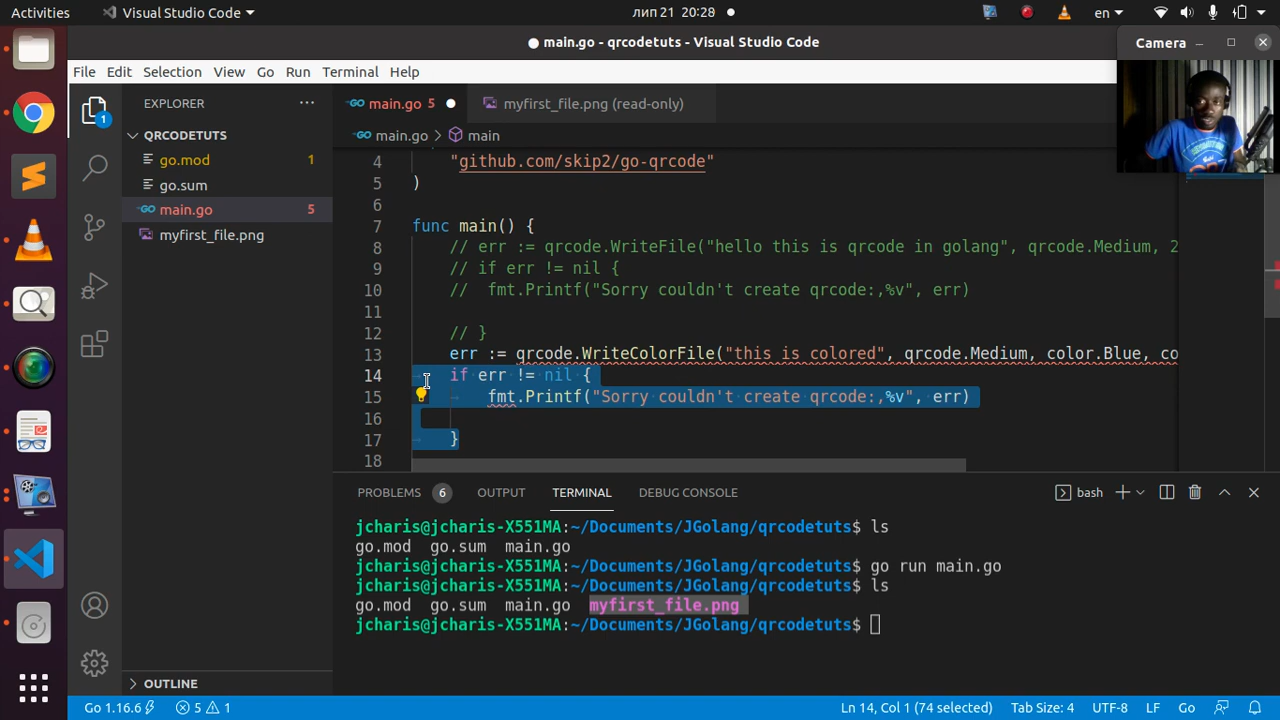 Activities
Visual Studio Code
лип 21 20:28
en
main.go - qrcodetuts - Visual Studio Code
Camera
File Edit Selection View Go Run Terminal Help
EXPLORER
main.go 5
myfirst_file.png (read-only)
QRCODETUTS
main.go > main
go.mod 1
go.sum
main.go 5
myfirst_file.png
4 "github.com/skip2/go-qrcode"
5 )
6
7 func main() {
8 // err := qrcode.WriteFile("hello this is qrcode in golang", qrcode.Medium, 2
9 // if err != nil {
10 // fmt.Printf("Sorry couldn't create qrcode:,%v", err)
11
12 // }
13 err := qrcode.WriteColorFile("this is colored", qrcode.Medium, color.Blue, co
14 if err != nil {
15 fmt.Printf("Sorry couldn't create qrcode:,%v", err)
16
17 }
18
PROBLEMS 6 OUTPUT TERMINAL DEBUG CONSOLE
bash
jcharis@jcharis-X551MA:~/Documents/JGolang/qrcodetuts$ ls
go.mod go.sum main.go
jcharis@jcharis-X551MA:~/Documents/JGolang/qrcodetuts$ go run main.go
jcharis@jcharis-X551MA:~/Documents/JGolang/qrcodetuts$ ls
go.mod go.sum main.go myfirst_file.png
jcharis@jcharis-X551MA:~/Documents/JGolang/qrcodetuts$
OUTLINE
1
Go 1.16.6 5 1
Ln 14, Col 1 (74 selected) Tab Size: 4 UTF-8 LF Go